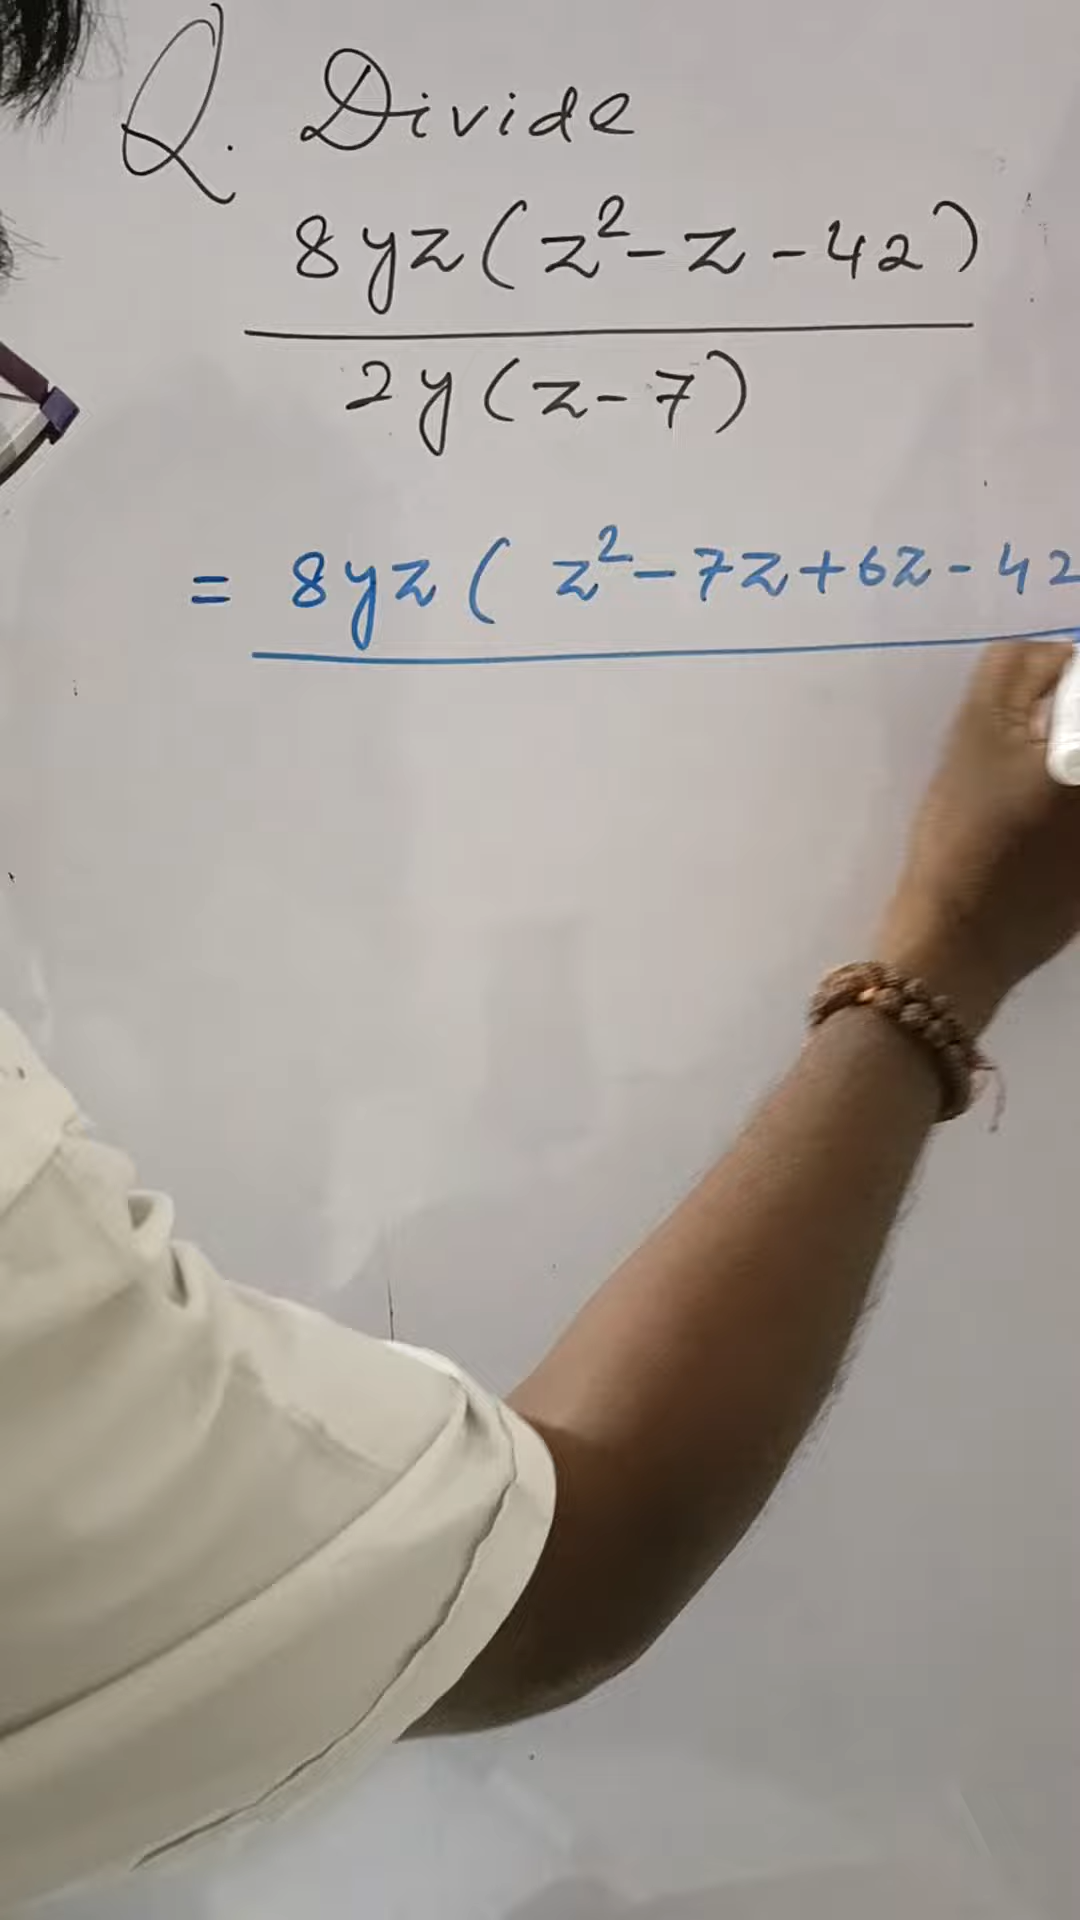 Q. Divide
8yz(z²-z-42)
2y(z-7)
= 8yz( z²-7z+6z-42